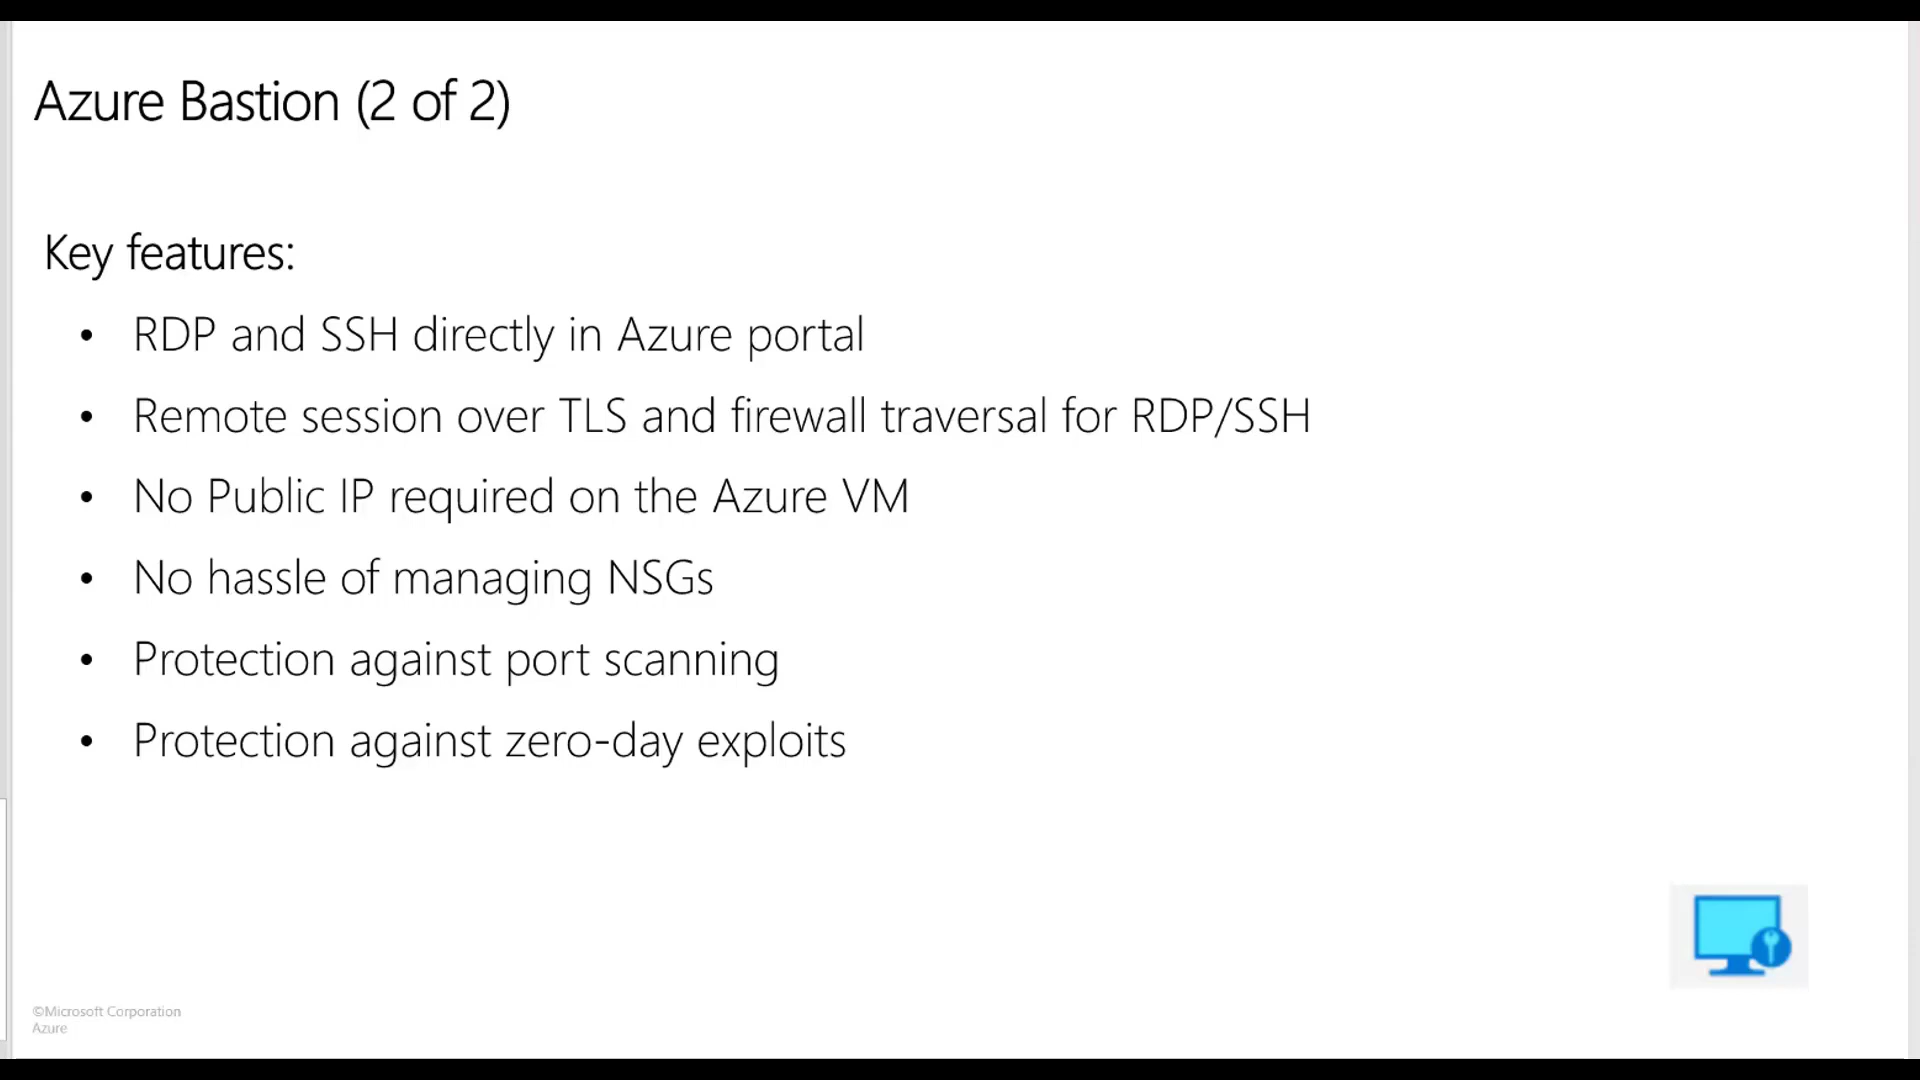 Azure Bastion (2 of 2)
Key features:
• RDP and SSH directly in Azure portal
• Remote session over TLS and firewall traversal for RDP/SSH
• No Public IP required on the Azure VM
• No hassle of managing NSGs
• Protection against port scanning
• Protection against zero-day exploits
©Microsoft Corporation
Azure